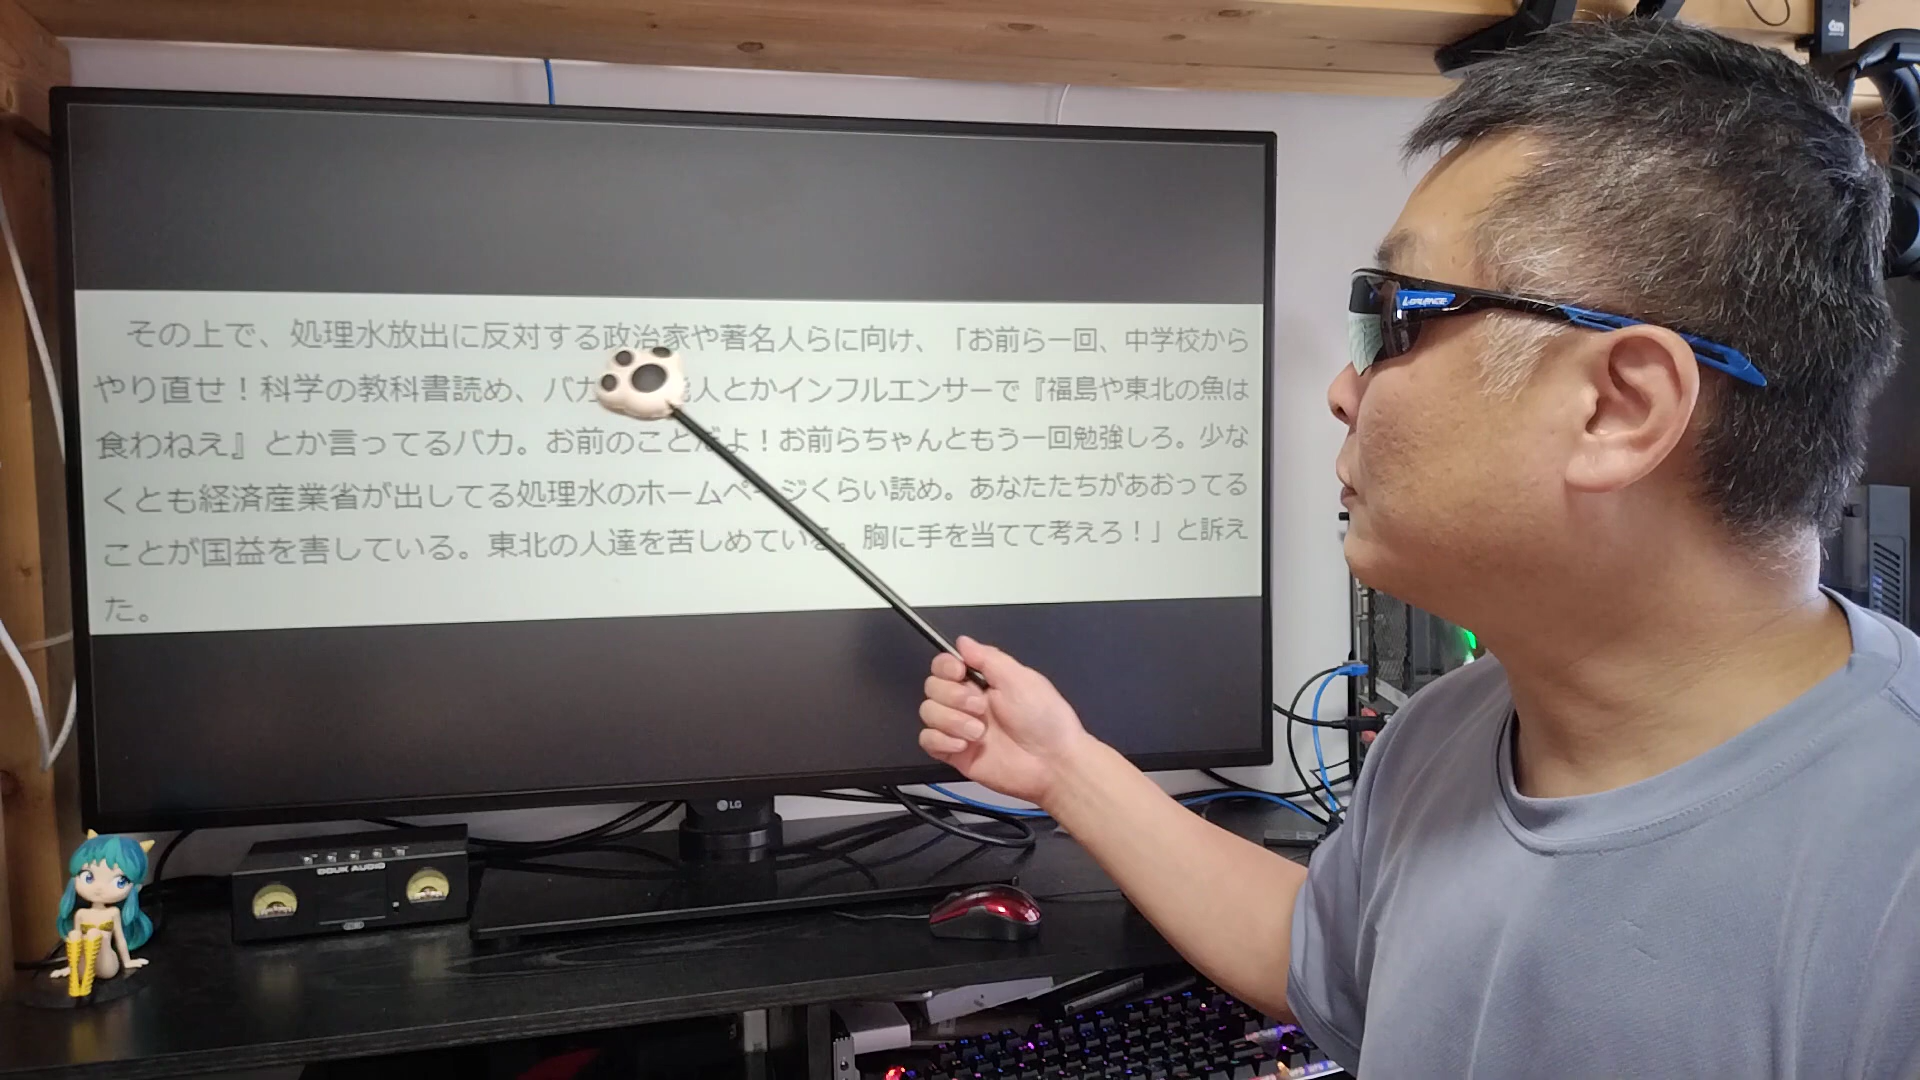 その上で、処理水放出に反対する政治家や著名人らに向け、「お前ら一回、中学校から
やり直せ！科学の教科書読め、バカ 人とかインフルエンサーで『福島や東北の魚は
食わねえ』とか言ってるバカ。お前のことだよ！お前らちゃんともう一回勉強しろ。少な
くとも経済産業省が出してる処理水のホームページくらい読め。あなたたちがあおってる
ことが国益を害している。東北の人達を苦しめている。胸に手を当てて考えろ！」と訴え
た。
LG
DOUK AUDIO